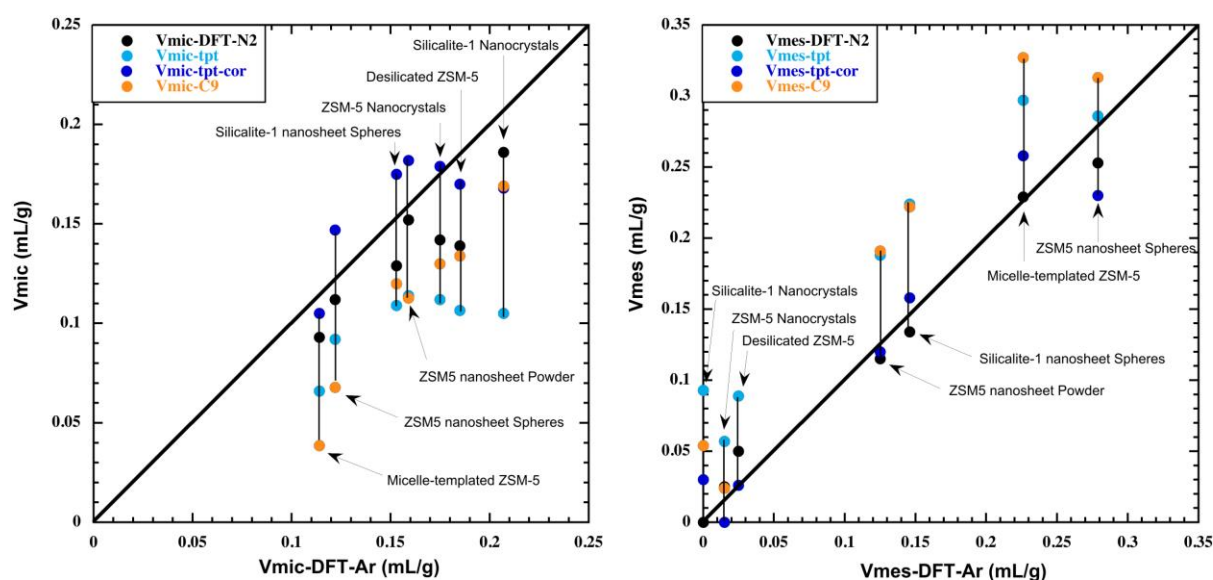 Vmic-DFT-N2
Vmic-tpt
Vmic-tpt-cor
Vmic-C9
Silicalite-1 Nanocrystals
Desilicated ZSM-5
ZSM-5 Nanocrystals
Silicalite-1 nanosheet Spheres
ZSM5 nanosheet Powder
ZSM5 nanosheet Spheres
Micelle-templated ZSM-5
0.25
0.2
0.15
0.1
0.05
0
Vmic (mL/g)
0 0.05 0.1 0.15 0.2 0.25
Vmic-DFT-Ar (mL/g)
Vmes-DFT-N2
Vmes-tpt
Vmes-tpt-cor
Vmes-C9
ZSM5 nanosheet Spheres
Micelle-templated ZSM-5
Silicalite-1 Nanocrystals
ZSM-5 Nanocrystals
Desilicated ZSM-5
Silicalite-1 nanosheet Spheres
ZSM5 nanosheet Powder
0.35
0.3
0.25
0.2
0.15
0.1
0.05
0
Vmes (mL/g)
0 0.05 0.1 0.15 0.2 0.25 0.3 0.35
Vmes-DFT-Ar (mL/g)